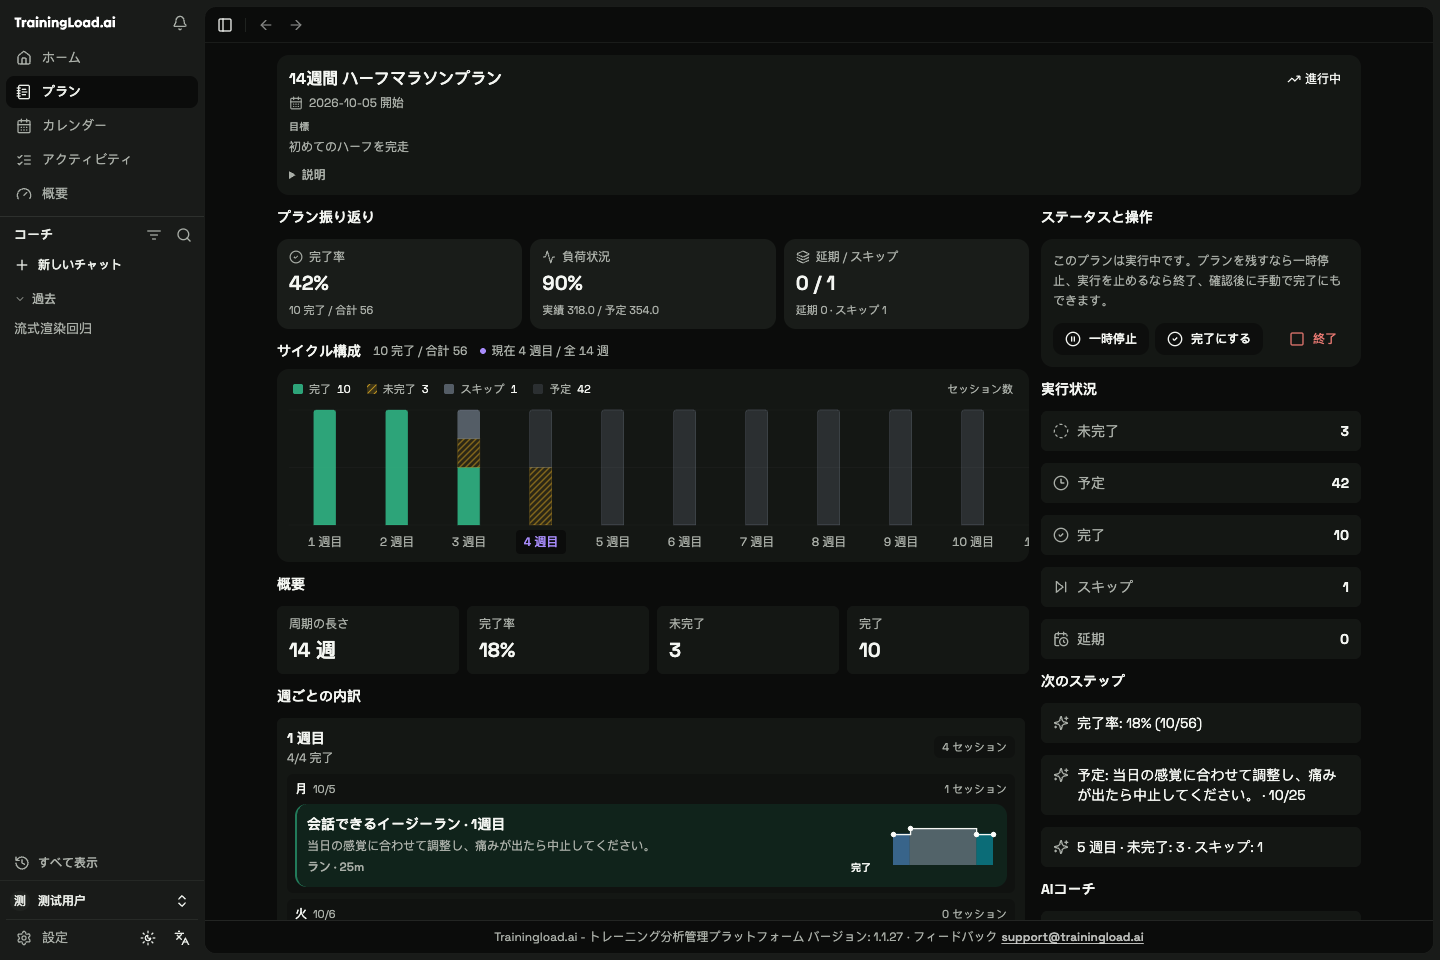 TrainingLoad.ai
ホーム
プラン
カレンダー
アクティビティ
概要
コーチ
新しいチャット
過去
流式渲染回归
すべて表示
測 測试用户
設定
14週間 ハーフマラソンプラン
進行中
2026-10-05 開始
目標
初めてのハーフを完走
説明
プラン振り返り
完了率
42%
10 完了 / 合計 56
負荷状況
90%
実績 318.0 / 予定 354.0
延期 / スキップ
0 / 1
延期 0 · スキップ 1
サイクル構成 10 完了 / 合計 56 現在 4 週目 / 全 14 週
完了 10 未完了 3 スキップ 1 予定 42 セッション数
1 週目 2 週目 3 週目 4 週目 5 週目 6 週目 7 週目 8 週目 9 週目 10 週目 1
概要
周期の長さ
14 週
完了率
18%
未完了
3
完了
10
週ごとの内訳
1 週目
4/4 完了
4 セッション
月 10/5 1 セッション
会話できるイージーラン · 1週目
当日の感覚に合わせて調整し、痛みが出たら中止してください。
ラン · 25m
完了
火 10/6 0 セッション
ステータスと操作
このプランは実行中です。プランを残すなら一時停
止、実行を止めるなら終了、確認後に手動で完了にも
できます。
一時停止 完了にする 終了
実行状況
未完了 3
予定 42
完了 10
スキップ 1
延期 0
次のステップ
完了率: 18% (10/56)
予定: 当日の感覚に合わせて調整し、痛み
が出たら中止してください。 · 10/25
5 週目 · 未完了: 3 · スキップ: 1
AIコーチ
Trainingload.ai - トレーニング分析管理プラットフォーム バージョン: 1.1.27 · フィードバック support@trainingload.ai